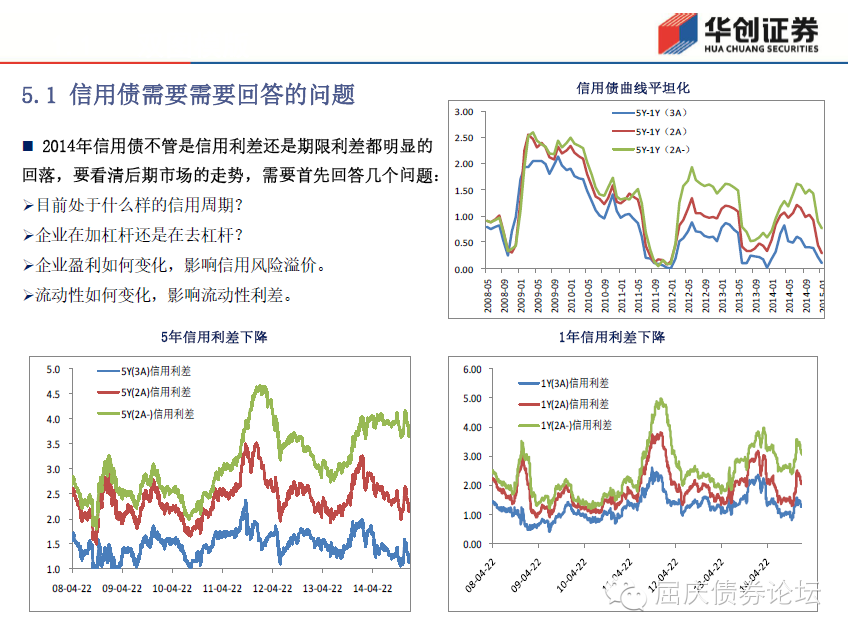 华创证券
HUA CHUANG SECURITIES
5.1 信用债需要需要回答的问题
■ 2014年信用债不管是信用利差还是期限利差都明显的
回落，要看清后期市场的走势，需要首先回答几个问题：
➢目前处于什么样的信用周期？
➢企业在加杠杆还是在去杠杆？
➢企业盈利如何变化，影响信用风险溢价。
➢流动性如何变化，影响流动性利差。
信用债曲线平坦化
5Y-1Y（3A）
5Y-1Y（2A）
5Y-1Y（2A-）
3.00
2.50
2.00
1.50
1.00
0.50
0.00
2008-05
2008-09
2009-01
2009-05
2009-09
2010-01
2010-05
2010-09
2011-01
2011-05
2011-09
2012-01
2012-05
2012-09
2013-01
2013-05
2013-09
2014-01
2014-05
2014-09
2015-01
5年信用利差下降
5Y(3A)信用利差
5Y(2A)信用利差
5Y(2A-)信用利差
5.0
4.5
4.0
3.5
3.0
2.5
2.0
1.5
1.0
08-04-22 09-04-22 10-04-22 11-04-22 12-04-22 13-04-22 14-04-22
1年信用利差下降
1Y(3A)信用利差
1Y(2A)信用利差
1Y(2A-)信用利差
6.00
5.00
4.00
3.00
2.00
1.00
0.00
08-04-22
09-04-22
10-04-22
11-04-22
12-04-22
13-04-22
14-04-22
屈庆债券论坛